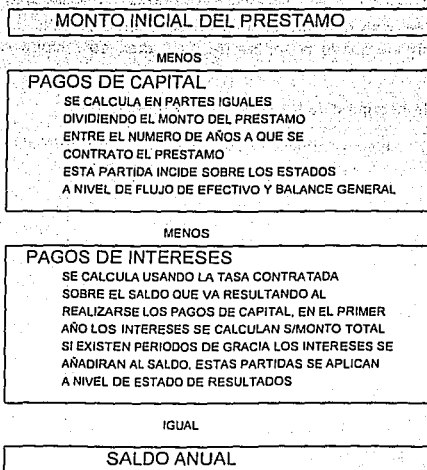 MONTO INICIAL DEL PRESTAMO
MENOS
PAGOS DE CAPITAL
SE CALCULA EN PARTES IGUALES
DIVIDIENDO EL MONTO DEL PRESTAMO
ENTRE EL NUMERO DE AÑOS A QUE SE
CONTRATO EL PRESTAMO
ESTA PARTIDA INCIDE SOBRE LOS ESTADOS
A NIVEL DE FLUJO DE EFECTIVO Y BALANCE GENERAL
MENOS
PAGOS DE INTERESES
SE CALCULA USANDO LA TASA CONTRATADA
SOBRE EL SALDO QUE VA RESULTANDO AL
REALIZARSE LOS PAGOS DE CAPITAL, EN EL PRIMER
AÑO LOS INTERESES SE CALCULAN S/MONTO TOTAL
SI EXISTEN PERIODOS DE GRACIA LOS INTERESES SE
AÑADIRAN AL SALDO, ESTAS PARTIDAS SE APLICAN
A NIVEL DE ESTADO DE RESULTADOS
IGUAL
SALDO ANUAL